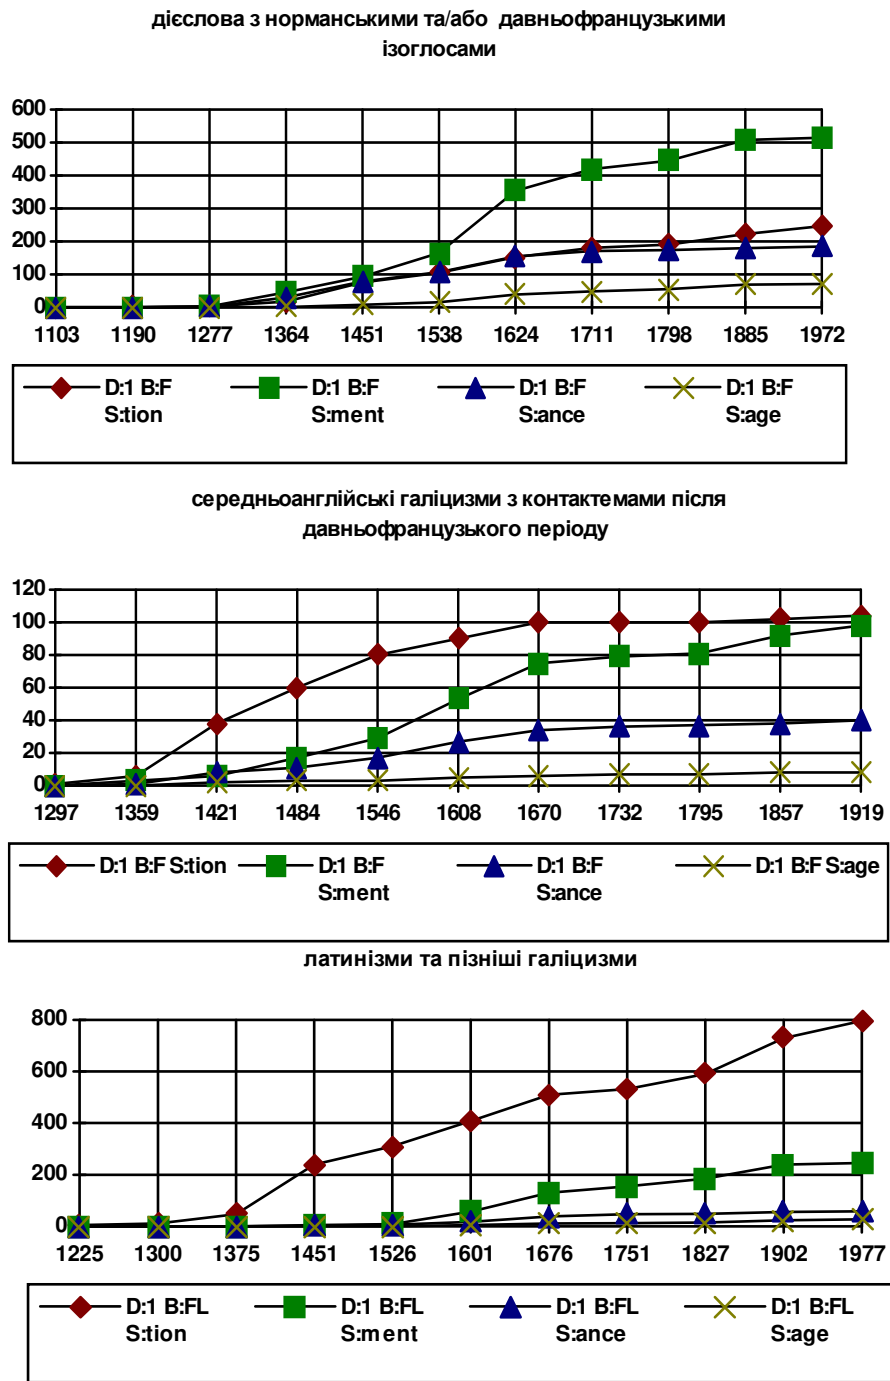 дієслова з норманськими та/або давньофранцузькими
ізоглосами
600
500
400
300
200
100
0
1103 1190 1277 1364 1451 1538 1624 1711 1798 1885 1972
D:1 B:F S:tion
D:1 B:F S:ment
D:1 B:F S:ance
D:1 B:F S:age
середньоанглійські галіцизми з контактемами після
давньофранцузького періоду
120
100
80
60
40
20
0
1297 1359 1421 1484 1546 1608 1670 1732 1795 1857 1919
D:1 B:F S:tion
D:1 B:F S:ment
D:1 B:F S:ance
D:1 B:F S:age
латинізми та пізніші галіцизми
800
600
400
200
0
1225 1300 1375 1451 1526 1601 1676 1751 1827 1902 1977
D:1 B:FL S:tion
D:1 B:FL S:ment
D:1 B:FL S:ance
D:1 B:FL S:age